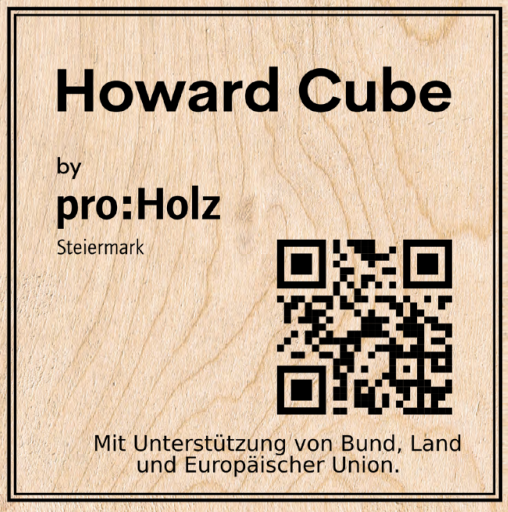 Howard Cube
by
pro:Holz
Steiermark
Mit Unterstützung von Bund, Land
und Europäischer Union.